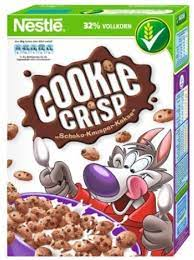 Nestlé
32% VOLLKORN
COOKIE
CRISP
"Schoko-Knusper-Kekse"